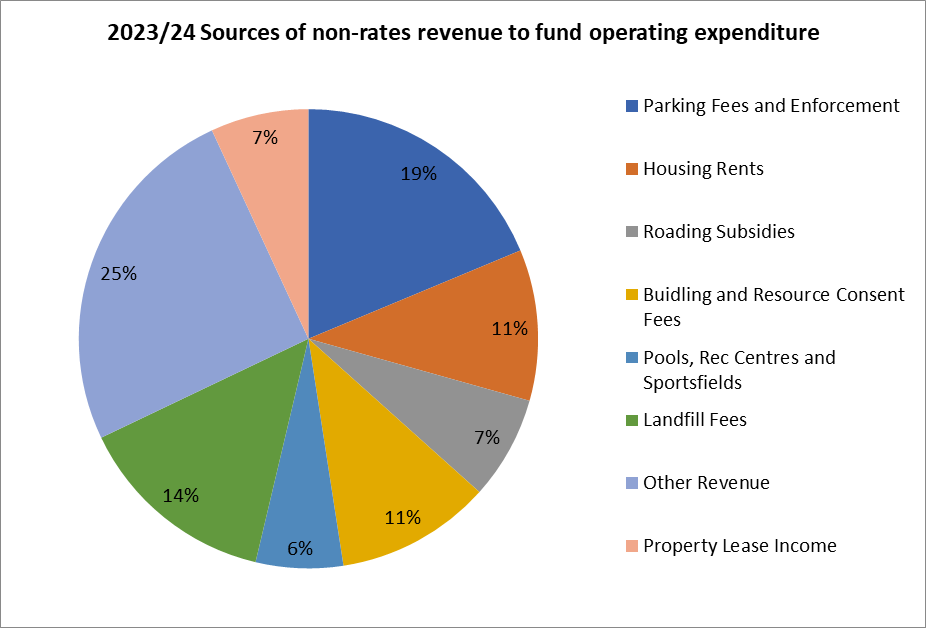 2023/24 Sources of non-rates revenue to fund operating expenditure
7%
19%
25%
11%
7%
14%
11%
6%
Parking Fees and Enforcement
Housing Rents
Roading Subsidies
Buidling and Resource Consent
Fees
Pools, Rec Centres and
Sportsfields
Landfill Fees
Other Revenue
Property Lease Income